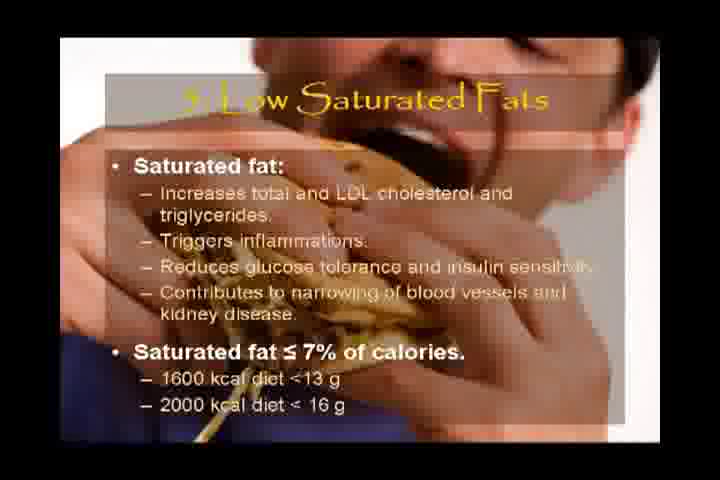 5. Low Saturated Fats
• Saturated fat:
– Increases total and LDL cholesterol and
triglycerides.
– Triggers inflammations.
– Reduces glucose tolerance and insulin sensitivity.
– Contributes to narrowing of blood vessels and
kidney disease.
• Saturated fat ≤ 7% of calories.
– 1600 kcal diet <13 g
– 2000 kcal diet < 16 g